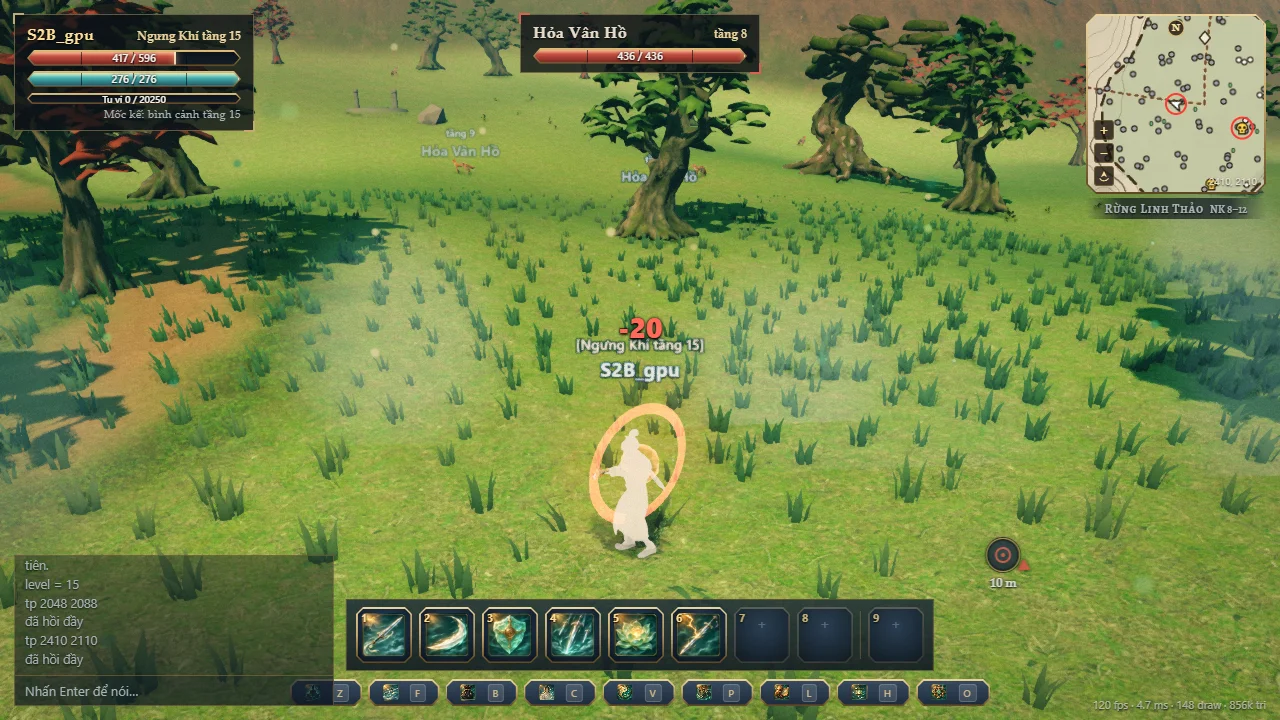 S2B_gpu Ngưng Khí tầng 15
417 / 596
276 / 276
Tu vi 0 / 20250
Mốc kế: bình cảnh tầng 15
Hỏa Vân Hồ tầng 8
436 / 436
N
+
−
RỪNG LINH THẢO NK 8–12
tầng 9
Hỏa Vân Hồ
-20
[Ngưng Khí tầng 15]
S2B_gpu
10 m
tiên.
level = 15
tp 2048 2088
đã hồi đầy
tp 2410 2110
đã hồi đầy
Nhấn Enter để nói...
1 2 3 4 5 6 7 8 9
+ + +
Z F B C V P L H O
120 fps · 4.7 ms · 148 draw · 856k tri